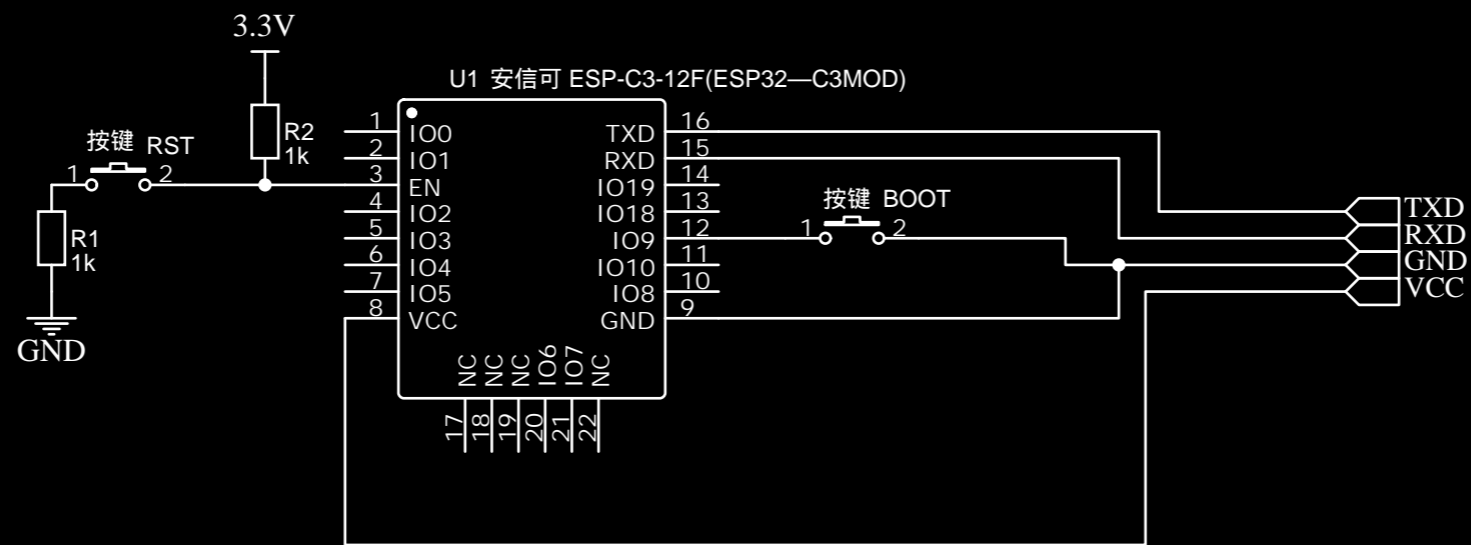 3.3V
U1 安信可 ESP-C3-12F(ESP32—C3MOD)
按键 RST
1 2
R2
1k
R1
1k
GND
1 IO0
2 IO1
3 EN
4 IO2
5 IO3
6 IO4
7 IO5
8 VCC
TXD 16
RXD 15
IO19 14
IO18 13
IO9 12
IO10 11
IO8 10
GND 9
NC NC NC IO6 IO7 NC
17 18 19 20 21 22
按键 BOOT
1 2
TXD
RXD
GND
VCC